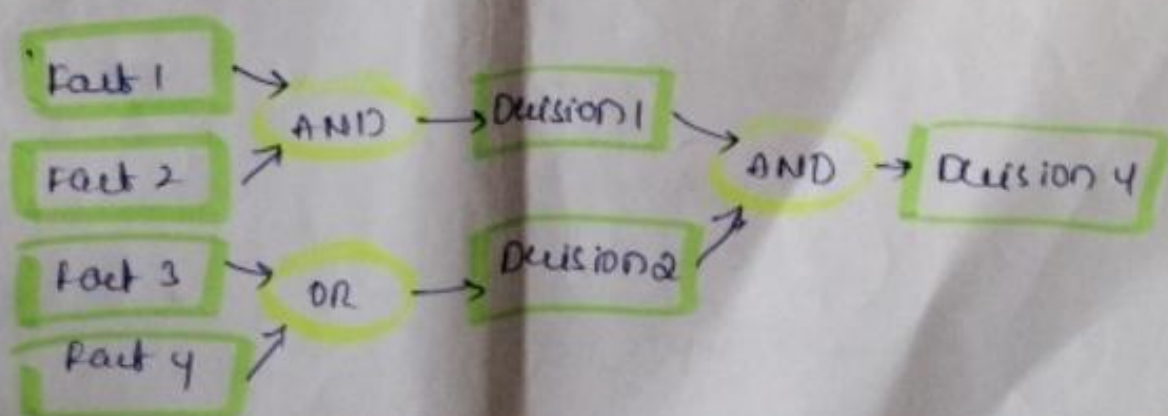 Fact 1
AND
Decision 1
Fact 2
AND
Decision 4
Fact 3
OR
Decision 2
Fact 4